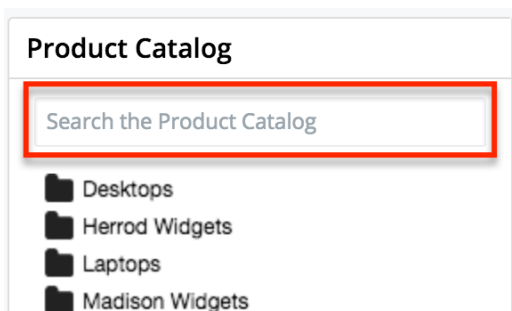 Product Catalog
Search the Product Catalog
Desktops
Herrod Widgets
Laptops
Madison Widgets